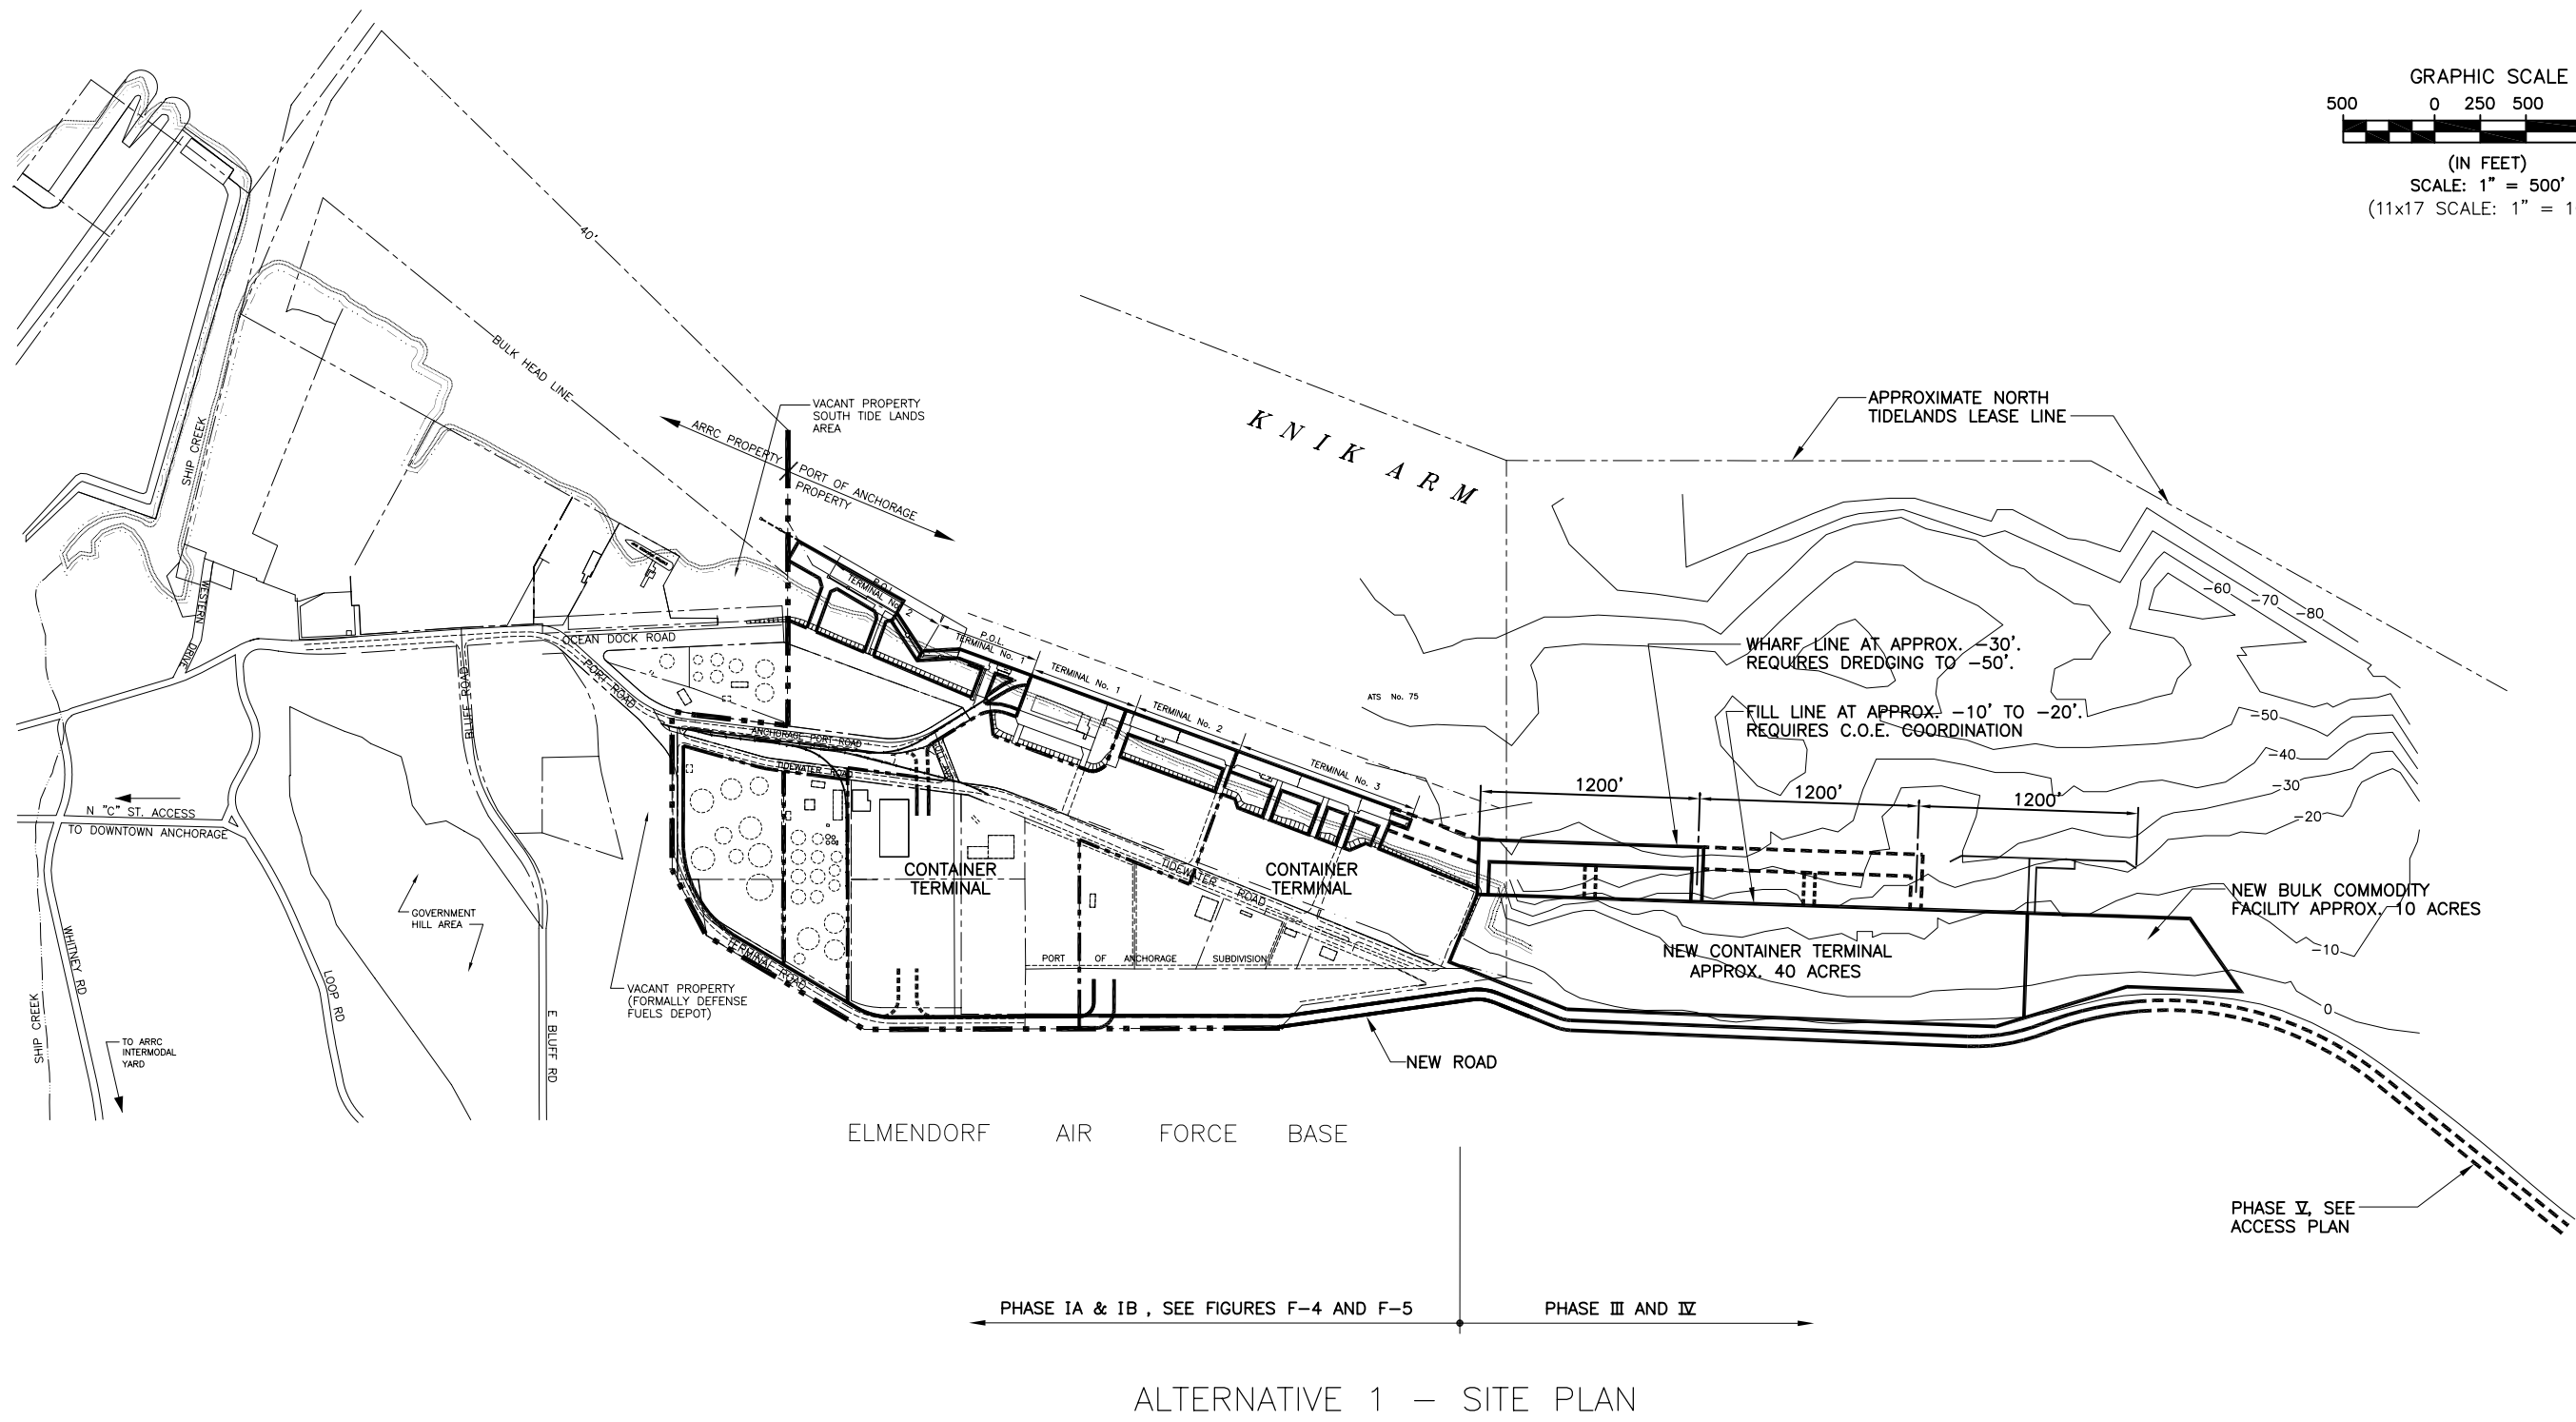 GRAPHIC SCALE
500 0 250 500
(IN FEET)
SCALE: 1" = 500'
(11x17 SCALE: 1" = 1
40'
BULK HEAD LINE
VACANT PROPERTY
SOUTH TIDE LANDS
AREA
ARRC PROPERTY
PORT OF ANCHORAGE
PROPERTY
KNIK ARM
APPROXIMATE NORTH
TIDELANDS LEASE LINE
SHIP CREEK
WESTERN
DRIVE
OCEAN DOCK ROAD
PORT ROAD
BLUFF ROAD
P.O.L.
TERMINAL No. 2
P.O.L.
TERMINAL No. 1
TERMINAL No. 1
TERMINAL No. 2
TERMINAL No. 3
ATS No. 75
-60
-70
-80
WHARF LINE AT APPROX. -30'.
REQUIRES DREDGING TO -50'.
FILL LINE AT APPROX. -10' TO -20'.
REQUIRES C.O.E. COORDINATION
-50
-40
-30
-20
-10
0
1200'
1200'
1200'
ANCHORAGE PORT ROAD
TIDEWATER ROAD
N "C" ST. ACCESS
TO DOWNTOWN ANCHORAGE
CONTAINER
TERMINAL
CONTAINER
TERMINAL
TIDEWATER ROAD
NEW BULK COMMODITY
FACILITY APPROX. 10 ACRES
NEW CONTAINER TERMINAL
APPROX. 40 ACRES
GOVERNMENT
HILL AREA
WHITNEY RD
LOOP RD
E BLUFF RD
SHIP CREEK
TERMINAL ROAD
PORT OF ANCHORAGE SUBDIVISION
VACANT PROPERTY
(FORMALLY DEFENSE
FUELS DEPOT)
TO ARRC
INTERMODAL
YARD
NEW ROAD
ELMENDORF AIR FORCE BASE
PHASE V, SEE
ACCESS PLAN
PHASE IA & IB , SEE FIGURES F-4 AND F-5
PHASE III AND IV
ALTERNATIVE 1 – SITE PLAN